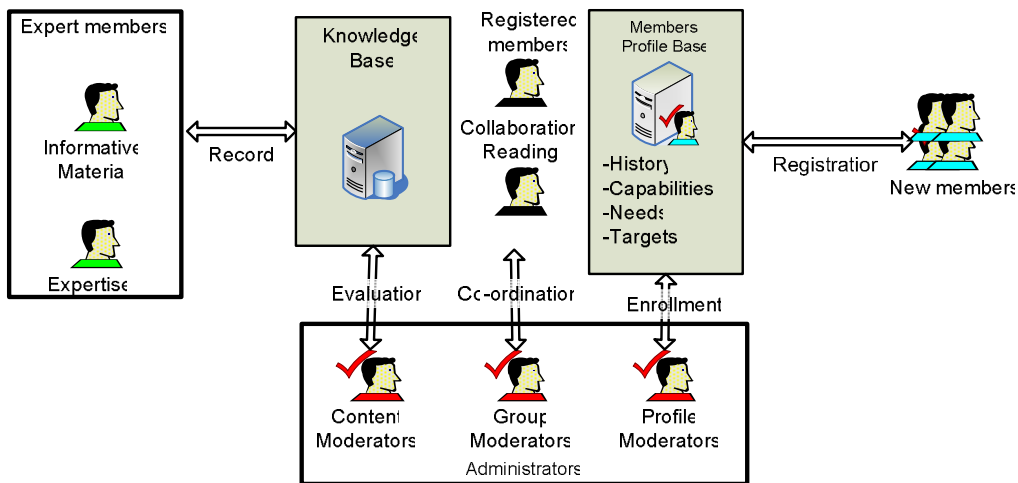 Expert members
Informative
Material
Expertise
Record
Knowledge
Base
Registered
members
Collaboration
Reading
Members
Profile Base
-History
-Capabilities
-Needs
-Targets
Registration
New members
Evaluation
Co-ordination
Enrollment
Content
Moderators
Group
Moderators
Profile
Moderators
Administrators